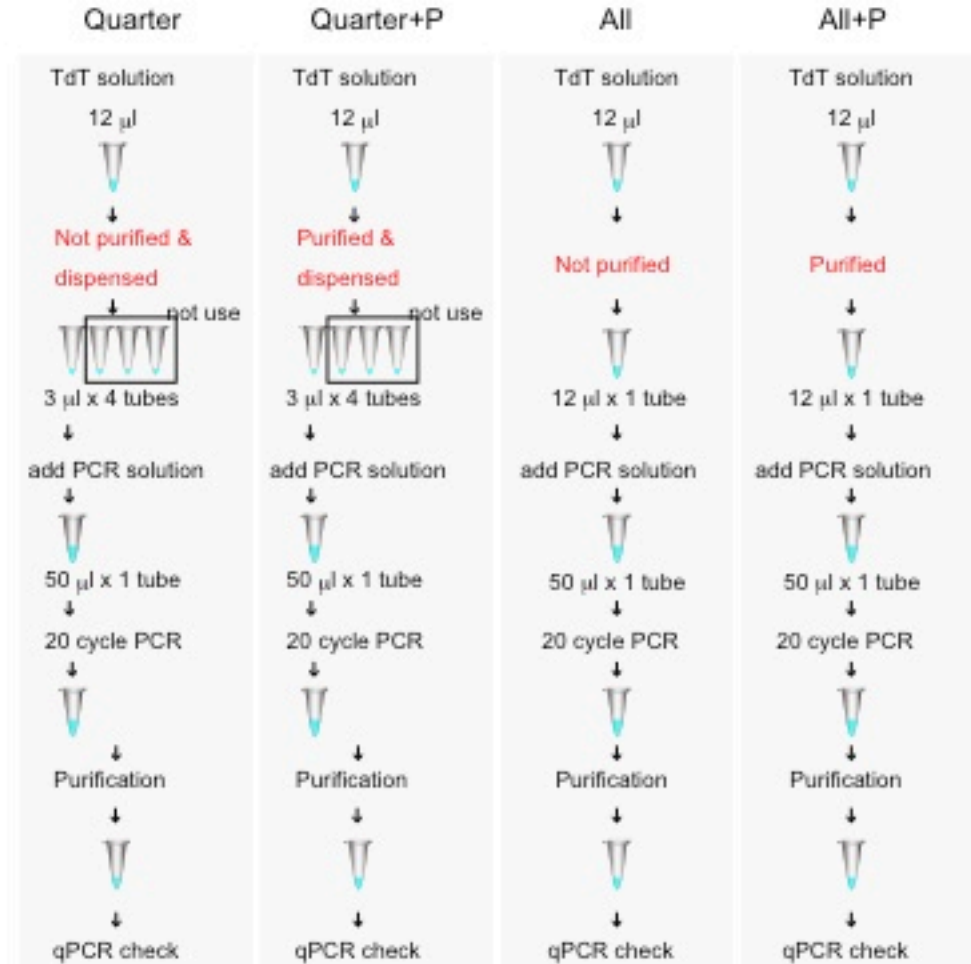 Quarter
TdT solution
12 μl
Not purified &
dispensed
not use
3 μl x 4 tubes
add PCR solution
50 μl x 1 tube
20 cycle PCR
Purification
qPCR check
Quarter+P
TdT solution
12 μl
Purified &
dispensed
not use
3 μl x 4 tubes
add PCR solution
50 μl x 1 tube
20 cycle PCR
Purification
qPCR check
All
TdT solution
12 μl
Not purified
12 μl x 1 tube
add PCR solution
50 μl x 1 tube
20 cycle PCR
Purification
qPCR check
All+P
TdT solution
12 μl
Purified
12 μl x 1 tube
add PCR solution
50 μl x 1 tube
20 cycle PCR
Purification
qPCR check